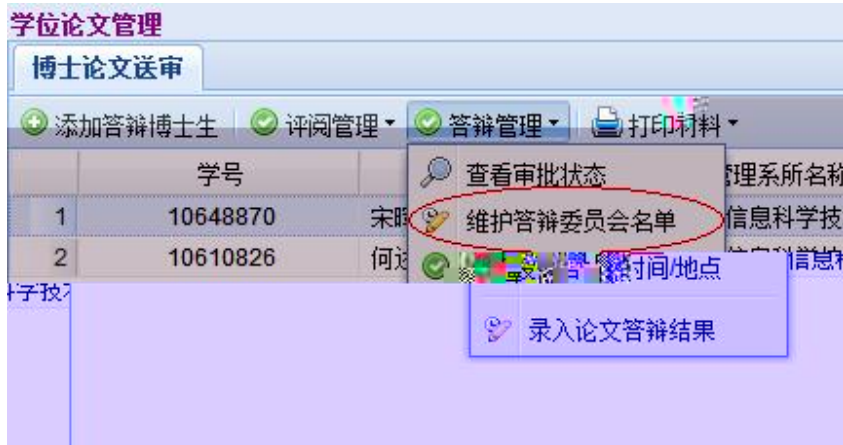 学位论文管理
博士论文送审
添加答辩博士生 评阅管理 答辩管理 打印材料
学号 查看审批状态 管理系所名称
1 10648870 宋 维护答辩委员会名单 信息科学技
2 10610826 何 时间/地点 信息科学技
录入论文答辩结果